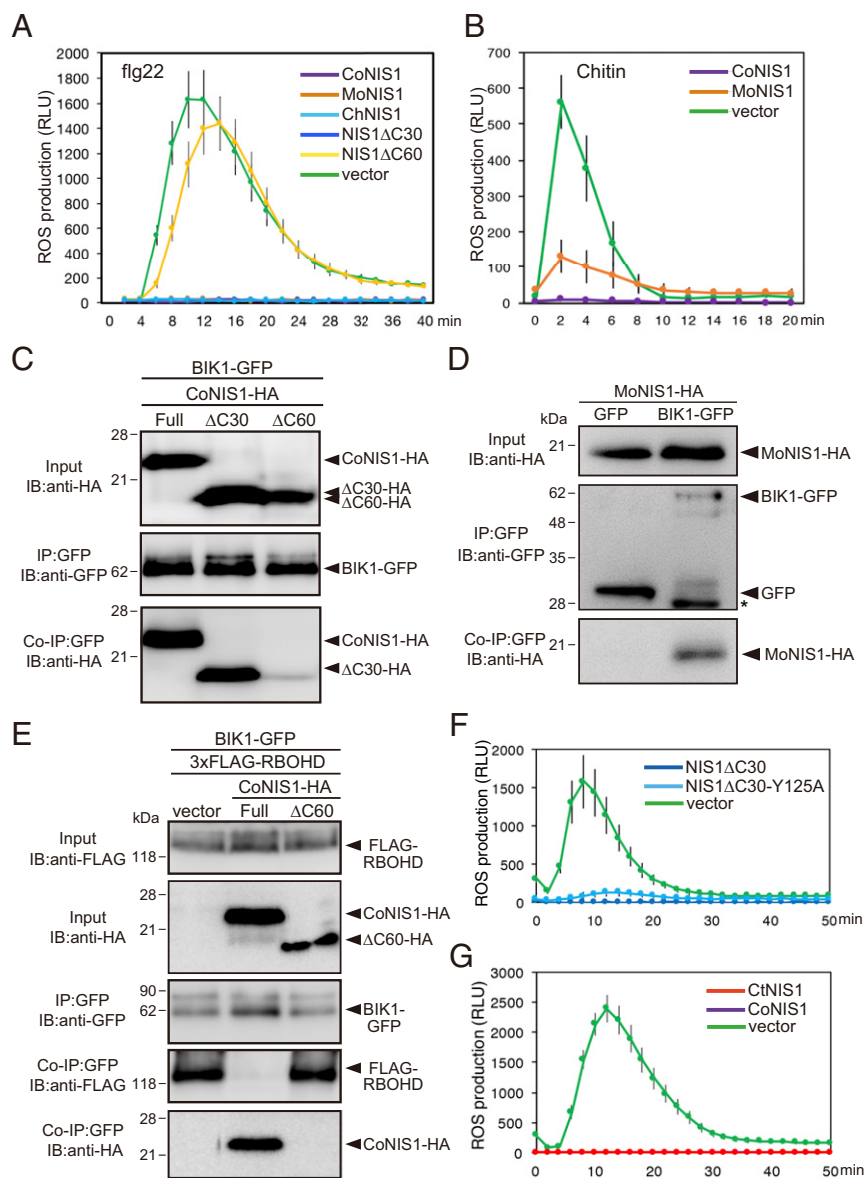 A
flg22
ROS production (RLU)
2000
1800
1600
1400
1200
1000
800
600
400
200
0
0 4 8 12 16 20 24 28 32 36 40 min
CoNIS1
MoNIS1
ChNIS1
NIS1ΔC30
NIS1ΔC60
vector
B
Chitin
ROS production (RLU)
700
600
500
400
300
200
100
0
0 2 4 6 8 10 12 14 16 18 20 min
CoNIS1
MoNIS1
vector
C
BIK1-GFP
CoNIS1-HA
Full ΔC30 ΔC60
Input
IB:anti-HA
28
21
CoNIS1-HA
ΔC30-HA
ΔC60-HA
IP:GFP
IB:anti-GFP
62
BIK1-GFP
Co-IP:GFP
IB:anti-HA
28
21
CoNIS1-HA
ΔC30-HA
D
MoNIS1-HA
kDa GFP BIK1-GFP
Input
IB:anti-HA
21
MoNIS1-HA
IP:GFP
IB:anti-GFP
62
48
35
28
BIK1-GFP
GFP
*
Co-IP:GFP
IB:anti-HA
21
MoNIS1-HA
E
BIK1-GFP
3xFLAG-RBOHD
CoNIS1-HA
kDa vector Full ΔC60
Input
IB:anti-FLAG
118
FLAG-
RBOHD
Input
IB:anti-HA
28
21
CoNIS1-HA
ΔC60-HA
IP:GFP
IB:anti-GFP
90
62
BIK1-
GFP
Co-IP:GFP
IB:anti-FLAG
118
FLAG-
RBOHD
Co-IP:GFP
IB:anti-HA
28
21
CoNIS1-HA
F
ROS production (RLU)
2000
1500
1000
500
0
0 10 20 30 40 50 min
NIS1ΔC30
NIS1ΔC30-Y125A
vector
G
ROS production (RLU)
3000
2500
2000
1500
1000
500
0
0 10 20 30 40 50 min
CtNIS1
CoNIS1
vector